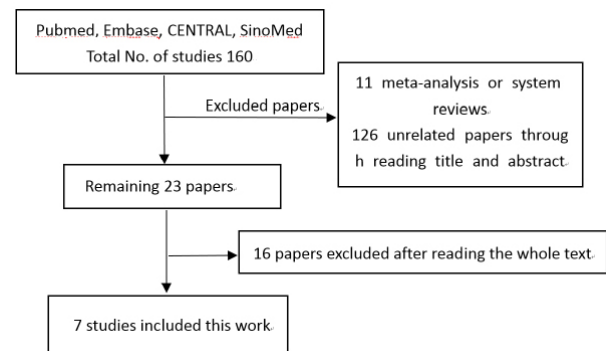 Pubmed, Embase, CENTRAL, SinoMed
Total No. of studies 160
Excluded papers
11 meta-analysis or system
reviews
126 unrelated papers throug
h reading title and abstract
Remaining 23 papers
16 papers excluded after reading the whole text
7 studies included this work